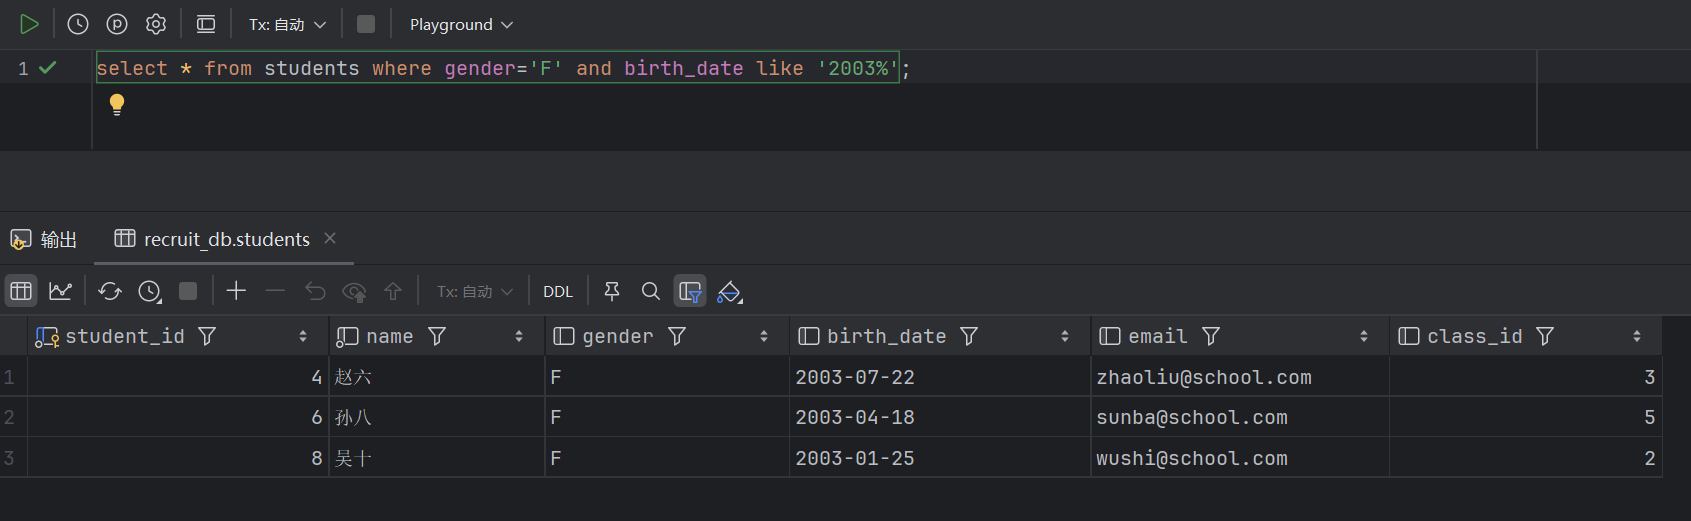 Tx: 自动 Playground
1 select * from students where gender='F' and birth_date like '2003%';
输出 recruit_db.students
Tx: 自动 DDL
student_id name gender birth_date email class_id
1 4 赵六 F 2003-07-22 zhaoliu@school.com 3
2 6 孙八 F 2003-04-18 sunba@school.com 5
3 8 吴十 F 2003-01-25 wushi@school.com 2